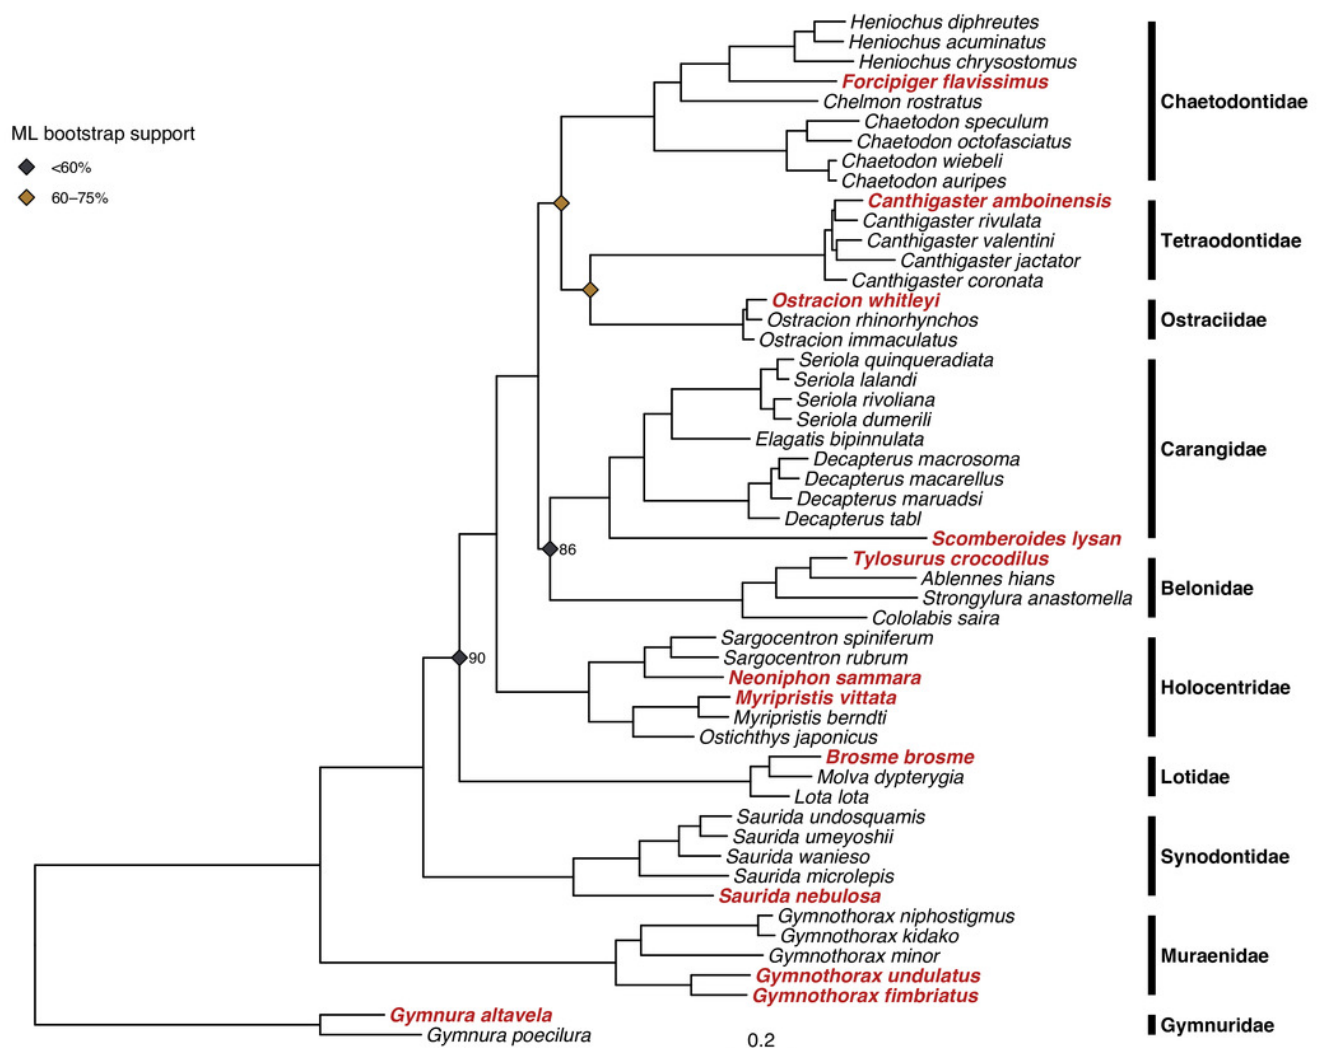 Heniochus diphreutes
Heniochus acuminatus
Heniochus chrysostomus
Forcipiger flavissimus
Chelmon rostratus
Chaetodon speculum
Chaetodon octofasciatus
Chaetodon wiebeli
Chaetodon auripes
Chaetodontidae
ML bootstrap support
<60%
60–75%
Canthigaster amboinensis
Canthigaster rivulata
Canthigaster valentini
Canthigaster jactator
Canthigaster coronata
Tetraodontidae
Ostracion whitleyi
Ostracion rhinorhynchos
Ostracion immaculatus
Ostraciidae
Seriola quinqueradiata
Seriola lalandi
Seriola rivoliana
Seriola dumerili
Elagatis bipinnulata
Decapterus macrosoma
Decapterus macarellus
Decapterus maruadsi
Decapterus tabl
Scomberoides lysan
Carangidae
86
Tylosurus crocodilus
Ablennes hians
Strongylura anastomella
Cololabis saira
Belonidae
Sargocentron spiniferum
Sargocentron rubrum
Neoniphon sammara
Myripristis vittata
Myripristis berndti
Ostichthys japonicus
Holocentridae
90
Brosme brosme
Molva dypterygia
Lota lota
Lotidae
Saurida undosquamis
Saurida umeyoshii
Saurida wanieso
Saurida microlepis
Saurida nebulosa
Synodontidae
Gymnothorax niphostigmus
Gymnothorax kidako
Gymnothorax minor
Gymnothorax undulatus
Gymnothorax fimbriatus
Muraenidae
Gymnura altavela
Gymnura poecilura
Gymnuridae
0.2